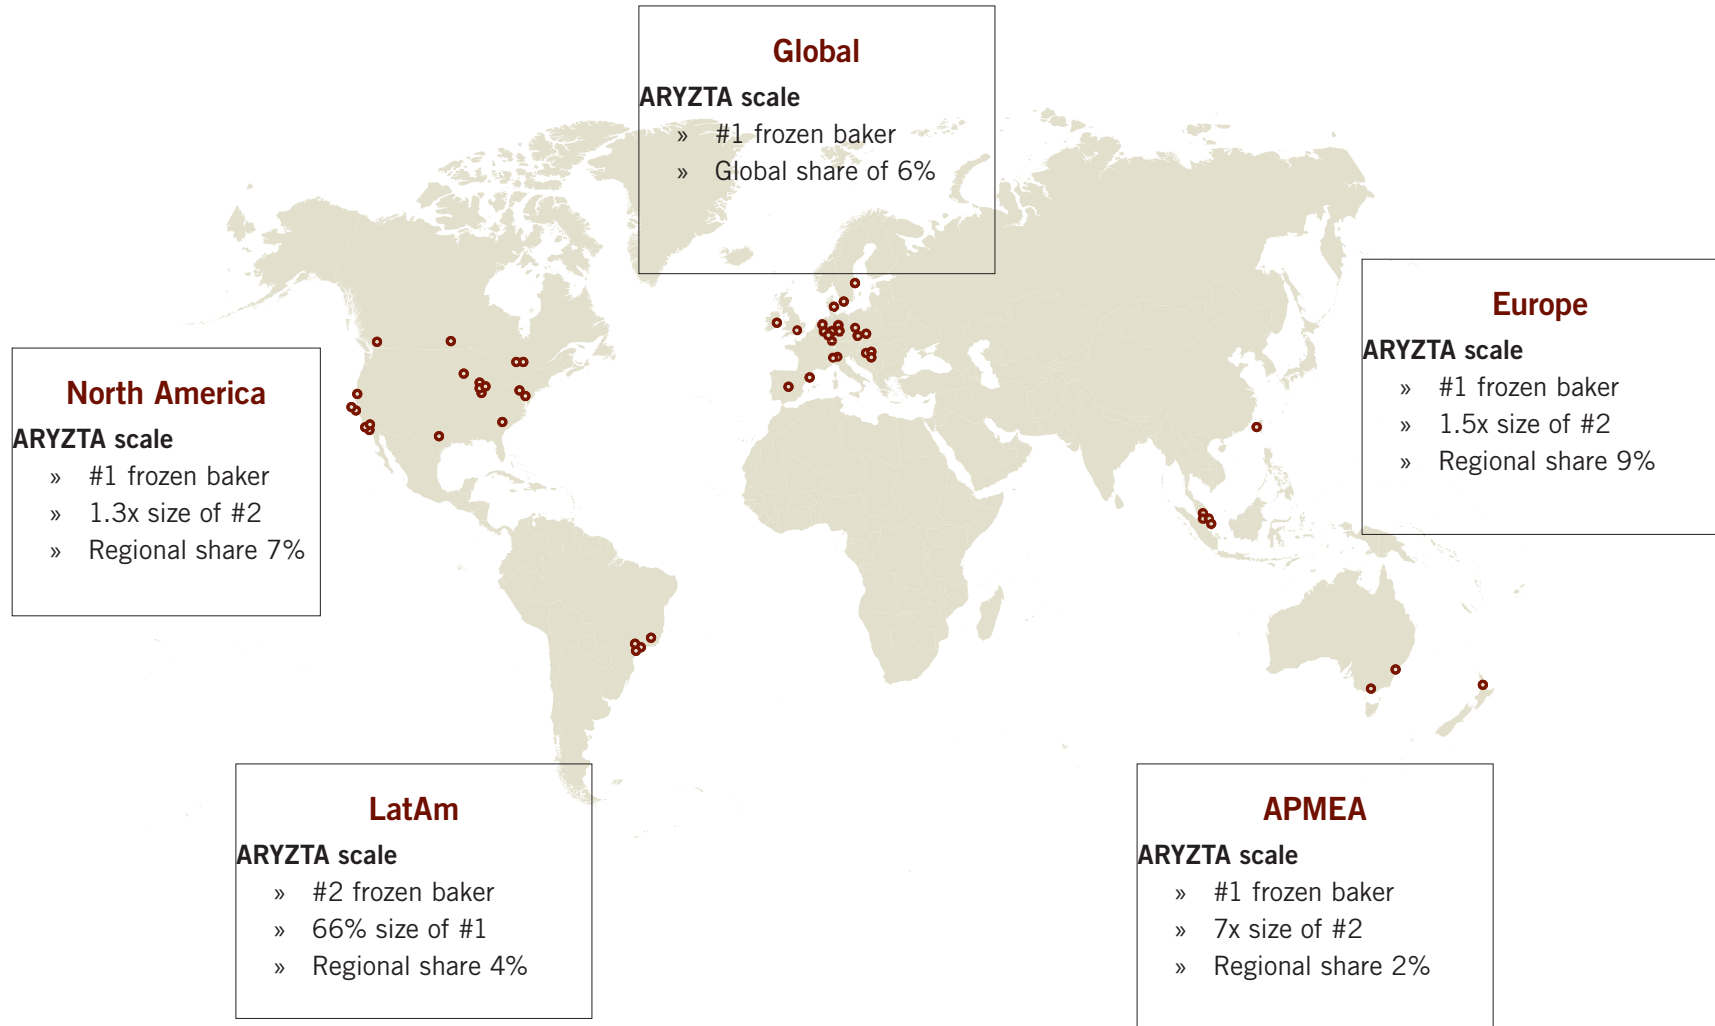 Global
ARYZTA scale
» #1 frozen baker
» Global share of 6%
Europe
ARYZTA scale
» #1 frozen baker
» 1.5x size of #2
» Regional share 9%
North America
ARYZTA scale
» #1 frozen baker
» 1.3x size of #2
» Regional share 7%
LatAm
ARYZTA scale
» #2 frozen baker
» 66% size of #1
» Regional share 4%
APMEA
ARYZTA scale
» #1 frozen baker
» 7x size of #2
» Regional share 2%